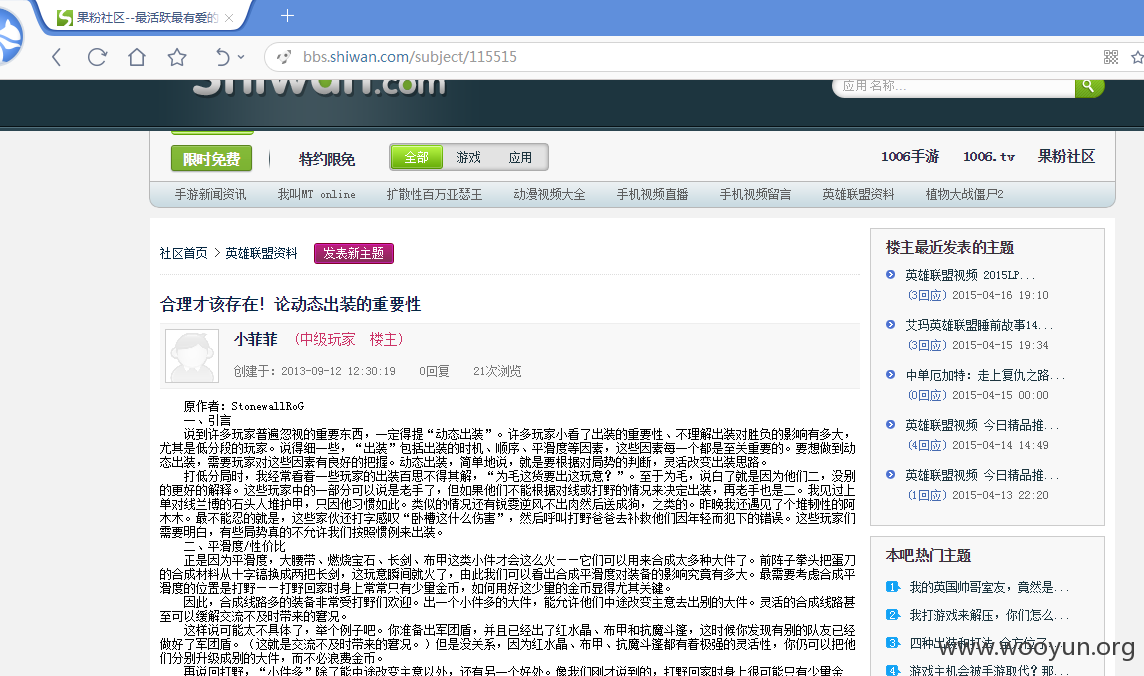 果粉社区--最活跃最有爱的
bbs.shiwan.com/subject/115515
shiwan.com
应用名称...
限时免费
特约限免
全部 游戏 应用
1006手游 1006.tv 果粉社区
手游新闻资讯 我叫MT online 扩散性百万亚瑟王 动漫视频大全 手机视频直播 手机视频留言 英雄联盟资料 植物大战僵尸2
社区首页 > 英雄联盟资料 发表新主题
合理才该存在！论动态出装的重要性
小菲菲 （中级玩家 楼主）
创建于：2013-09-12 12:30:19 0回复 21次浏览
原作者：StonewallRoG
一、引言
说到许多玩家普遍忽视的重要东西，一定得提“动态出装”。许多玩家小看了出装的重要性、不理解出装对胜负的影响有多大，
尤其是低分段的玩家。说得细一些，“出装”包括出装的时机、顺序、平滑度等因素，这些因素每一个都是至关重要的。要想做到动
态出装，需要玩家对这些因素有良好的把握。动态出装，简单地说，就是要根据对局势的判断，灵活改变出装思路。
打低分局时，我经常看着一些玩家的出装百思不得其解，“为毛这货要出这玩意？”。至于为毛，说白了就是因为他们二，没别
的更好的解释。这些玩家中的一部分可以说是老手了，但如果他们不能根据对线或打野的情况来决定出装，再老手也是二。我见过上
单对线兰博的石头人堆护甲，只因他习惯如此。类似的情况还有锐雯逆风不出肉然后送成狗，之类的。昨晚我还遇见了个堆韧性的阿
木木。最不能忍的就是，这些家伙还打字感叹“卧槽这什么伤害”，然后呼叫打野爸爸去补救他们因年轻而犯下的错误。这些玩家们
需要明白，有些局势真的不允许我们按照惯例来出装。
二、平滑度/性价比
正是因为平滑度，大腰带、燃烧宝石、长剑、布甲这类小件才会这么火——它们可以用来合成太多种大件了。前阵子拳头把蛋刀
的合成材料从十字镐换成两把长剑，这玩意瞬间就火了，由此我们可以看出合成平滑度对装备的影响究竟有多大。最需要考虑合成平
滑度的位置是打野——打野回家时身上常常只有少量金币，如何用好这少量的金币显得尤其关键。
因此，合成线路多的装备非常受打野们欢迎。出一个小件多的大件，能允许他们中途改变主意去出别的大件。灵活的合成线路甚
至可以缓解交流不及时带来的窘况。
这样说可能太不具体了，举个例子吧。你准备出军团盾，并且已经出了红水晶、布甲和抗魔斗篷，这时候你发现有别的队友已经
做好了军团盾。（这就是交流不及时带来的窘况。）但是没关系，因为红水晶、布甲、抗魔斗篷都有着极强的灵活性，你仍可以把他
们分别升级成别的大件，而不必浪费金币。
再说回打野，“小件多”除了能中途改变主意以外，还有另一个好处。像我们刚才说到的，打野回家时身上很可能只有少量金
楼主最近发表的主题
英雄联盟视频 2015LP...
（3回应）2015-04-16 19:10
艾玛英雄联盟睡前故事14...
（3回应）2015-04-15 19:34
中单厄加特：走上复仇之路...
（0回应）2015-04-15 00:00
英雄联盟视频 今日精品推...
（4回应）2015-04-14 14:49
英雄联盟视频 今日精品推...
（1回应）2015-04-13 22:20
本吧热门主题
1 我的英国帅哥室友，竟然是...
2 我打游戏来解压，你们怎么...
3 四种出装和打法 全方位了...
4 游戏主机会被手游取代？那...
www.wooyun.org